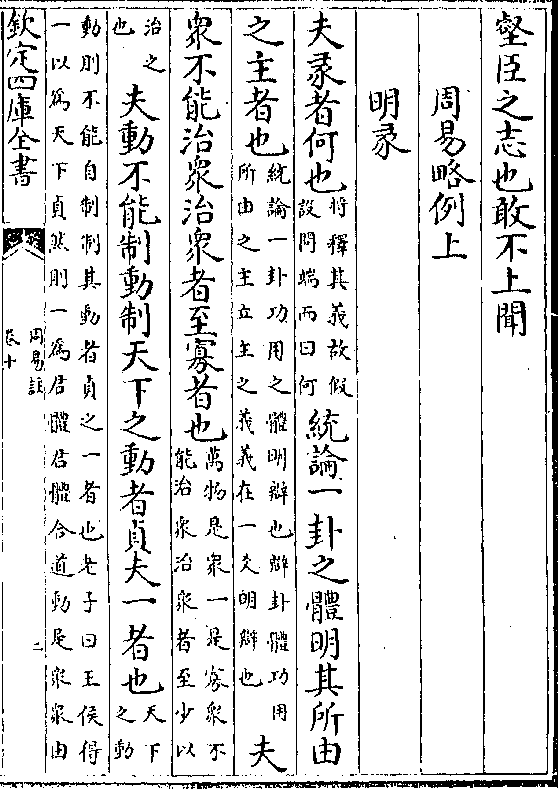 壑臣之志也敢不上聞
周易略例上
明彖
夫彖者何也將釋其義故假設問端而曰何統論一卦之體明其所由
之主者也統論一卦功用之體明辯也辯卦體功用所由之主立主之義義在一爻明辯也夫
衆不能治衆治衆者至寡者也萬物是衆一是寡衆不能治衆治衆者至少以
治之也夫動不能制動制天下之動者貞夫一者也天下之動
動則不能自制制其動者貞之一者也老子曰王侯得一以爲天下貞然則一爲君體君體合道動是衆衆由
欽定四庫全書
周易註
卷十
二